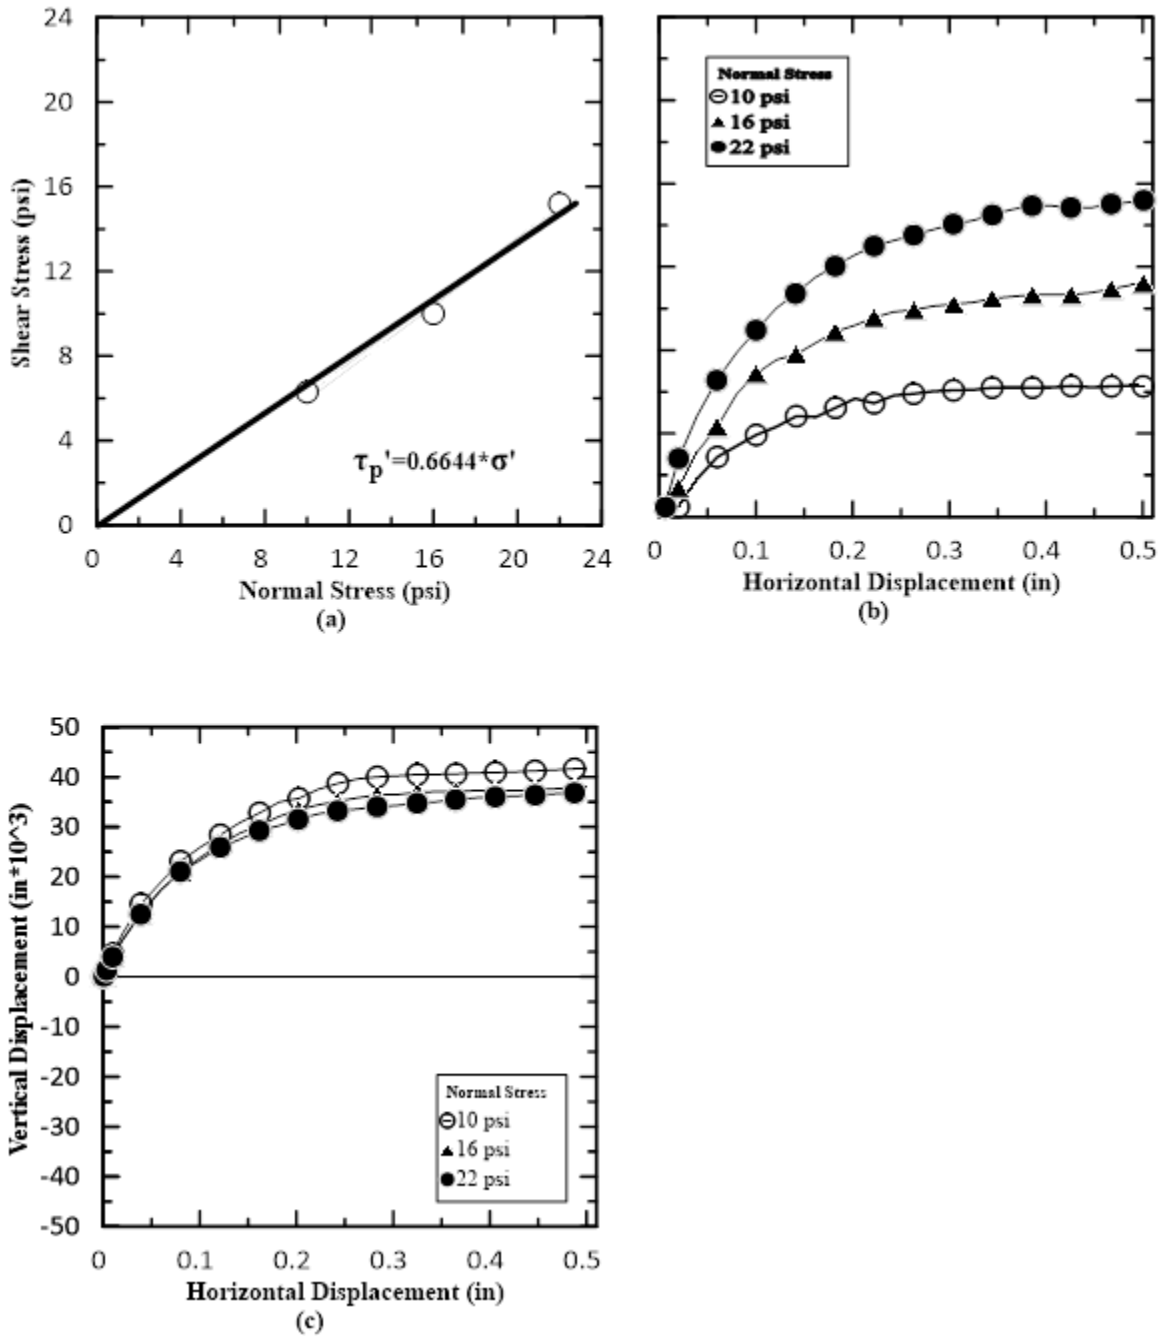 24
20
16
12
8
4
0
Shear Stress (psi)
τp'=0.6644*σ'
0 4 8 12 16 20 24
Normal Stress (psi)
(a)
Normal Stress
10 psi
16 psi
22 psi
0 0.1 0.2 0.3 0.4 0.5
Horizontal Displacement (in)
(b)
50
40
30
20
10
0
-10
-20
-30
-40
-50
Vertical Displacement (in*10^3)
Normal Stress
10 psi
16 psi
22 psi
0 0.1 0.2 0.3 0.4 0.5
Horizontal Displacement (in)
(c)